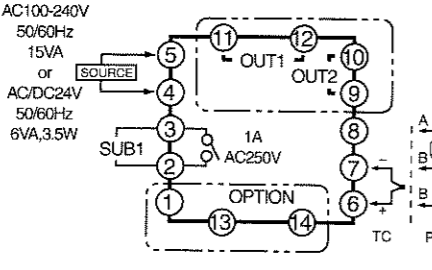 AC100-240V
50/60Hz
15VA
or
AC/DC24V
50/60Hz
6VA,3.5W
SOURCE
5
4
3
2
1
SUB1
1A
AC250V
11
12
OUT1
OUT2
10
9
8
7
6
−
+
TC
A
B
B
P
OPTION
13
14